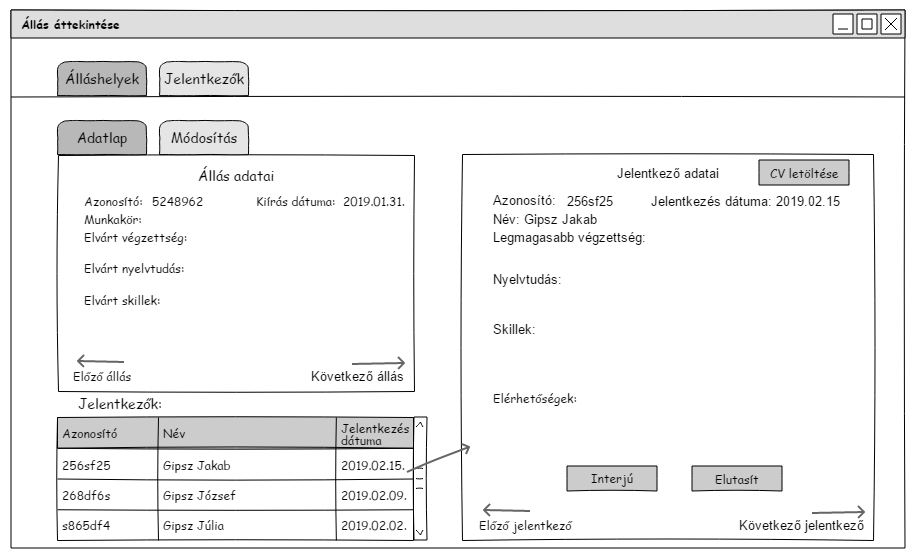 Állás áttekintése
Álláshelyek
Jelentkezők
Adatlap
Módosítás
Állás adatai
Azonosító: 5248962
Kiírás dátuma: 2019.01.31.
Munkakör:
Elvárt végzettség:
Elvárt nyelvtudás:
Elvárt skillek:
Előző állás
Következő állás
Jelentkezők:
Azonosító Név Jelentkezés
dátuma
256sf25 Gipsz Jakab 2019.02.15.
268df6s Gipsz József 2019.02.09.
s865df4 Gipsz Júlia 2019.02.02.
Jelentkező adatai
CV letöltése
Azonosító: 256sf25
Jelentkezés dátuma: 2019.02.15
Név: Gipsz Jakab
Legmagasabb végzettség:
Nyelvtudás:
Skillek:
Elérhetőségek:
Interjú
Elutasít
Előző jelentkező
Következő jelentkező